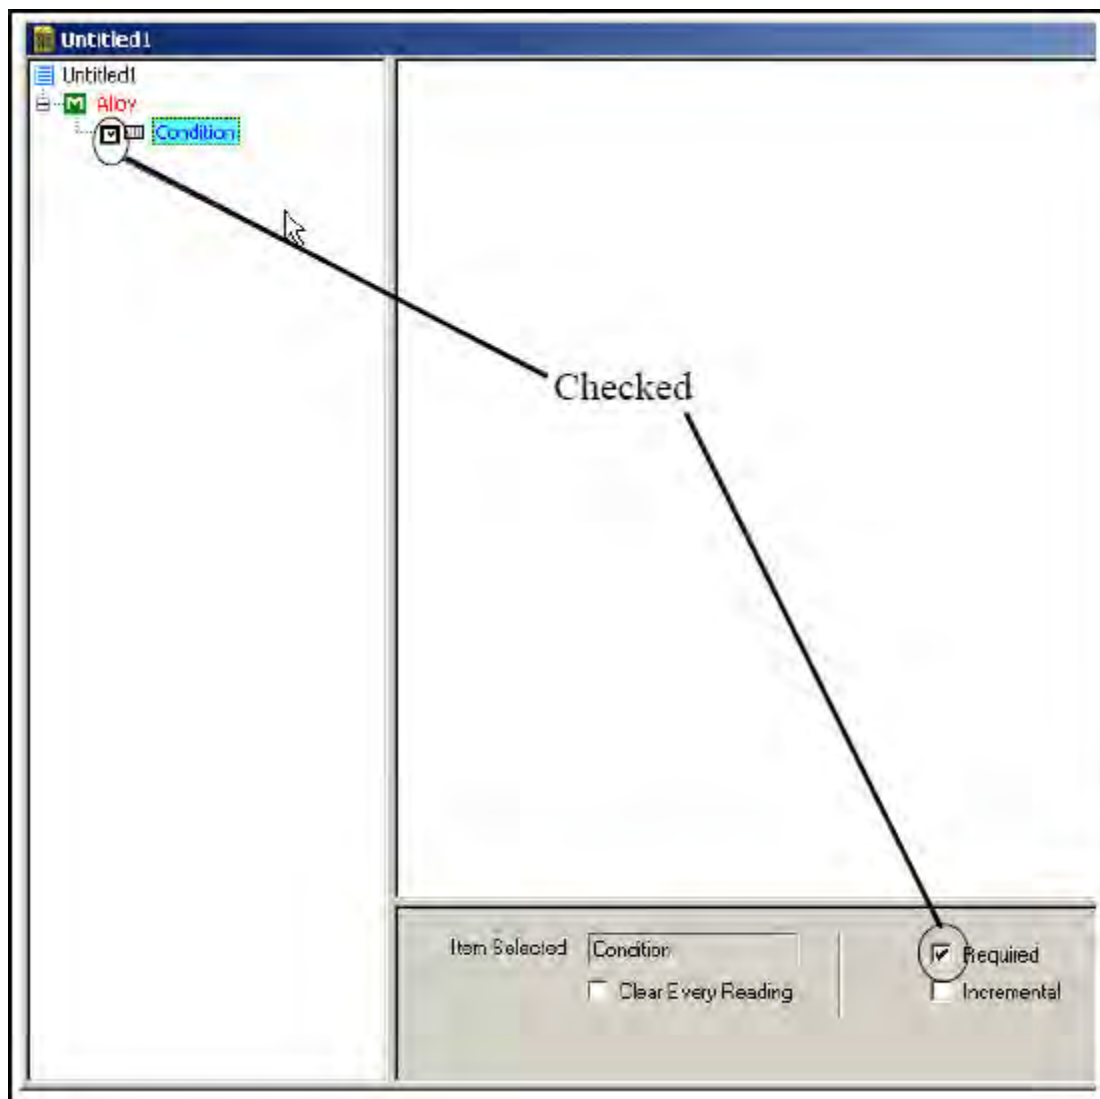 Untitled1
Untitled1
M Alloy
Condition
Checked
Item Selected Condition Required
Clear Every Reading Incremental